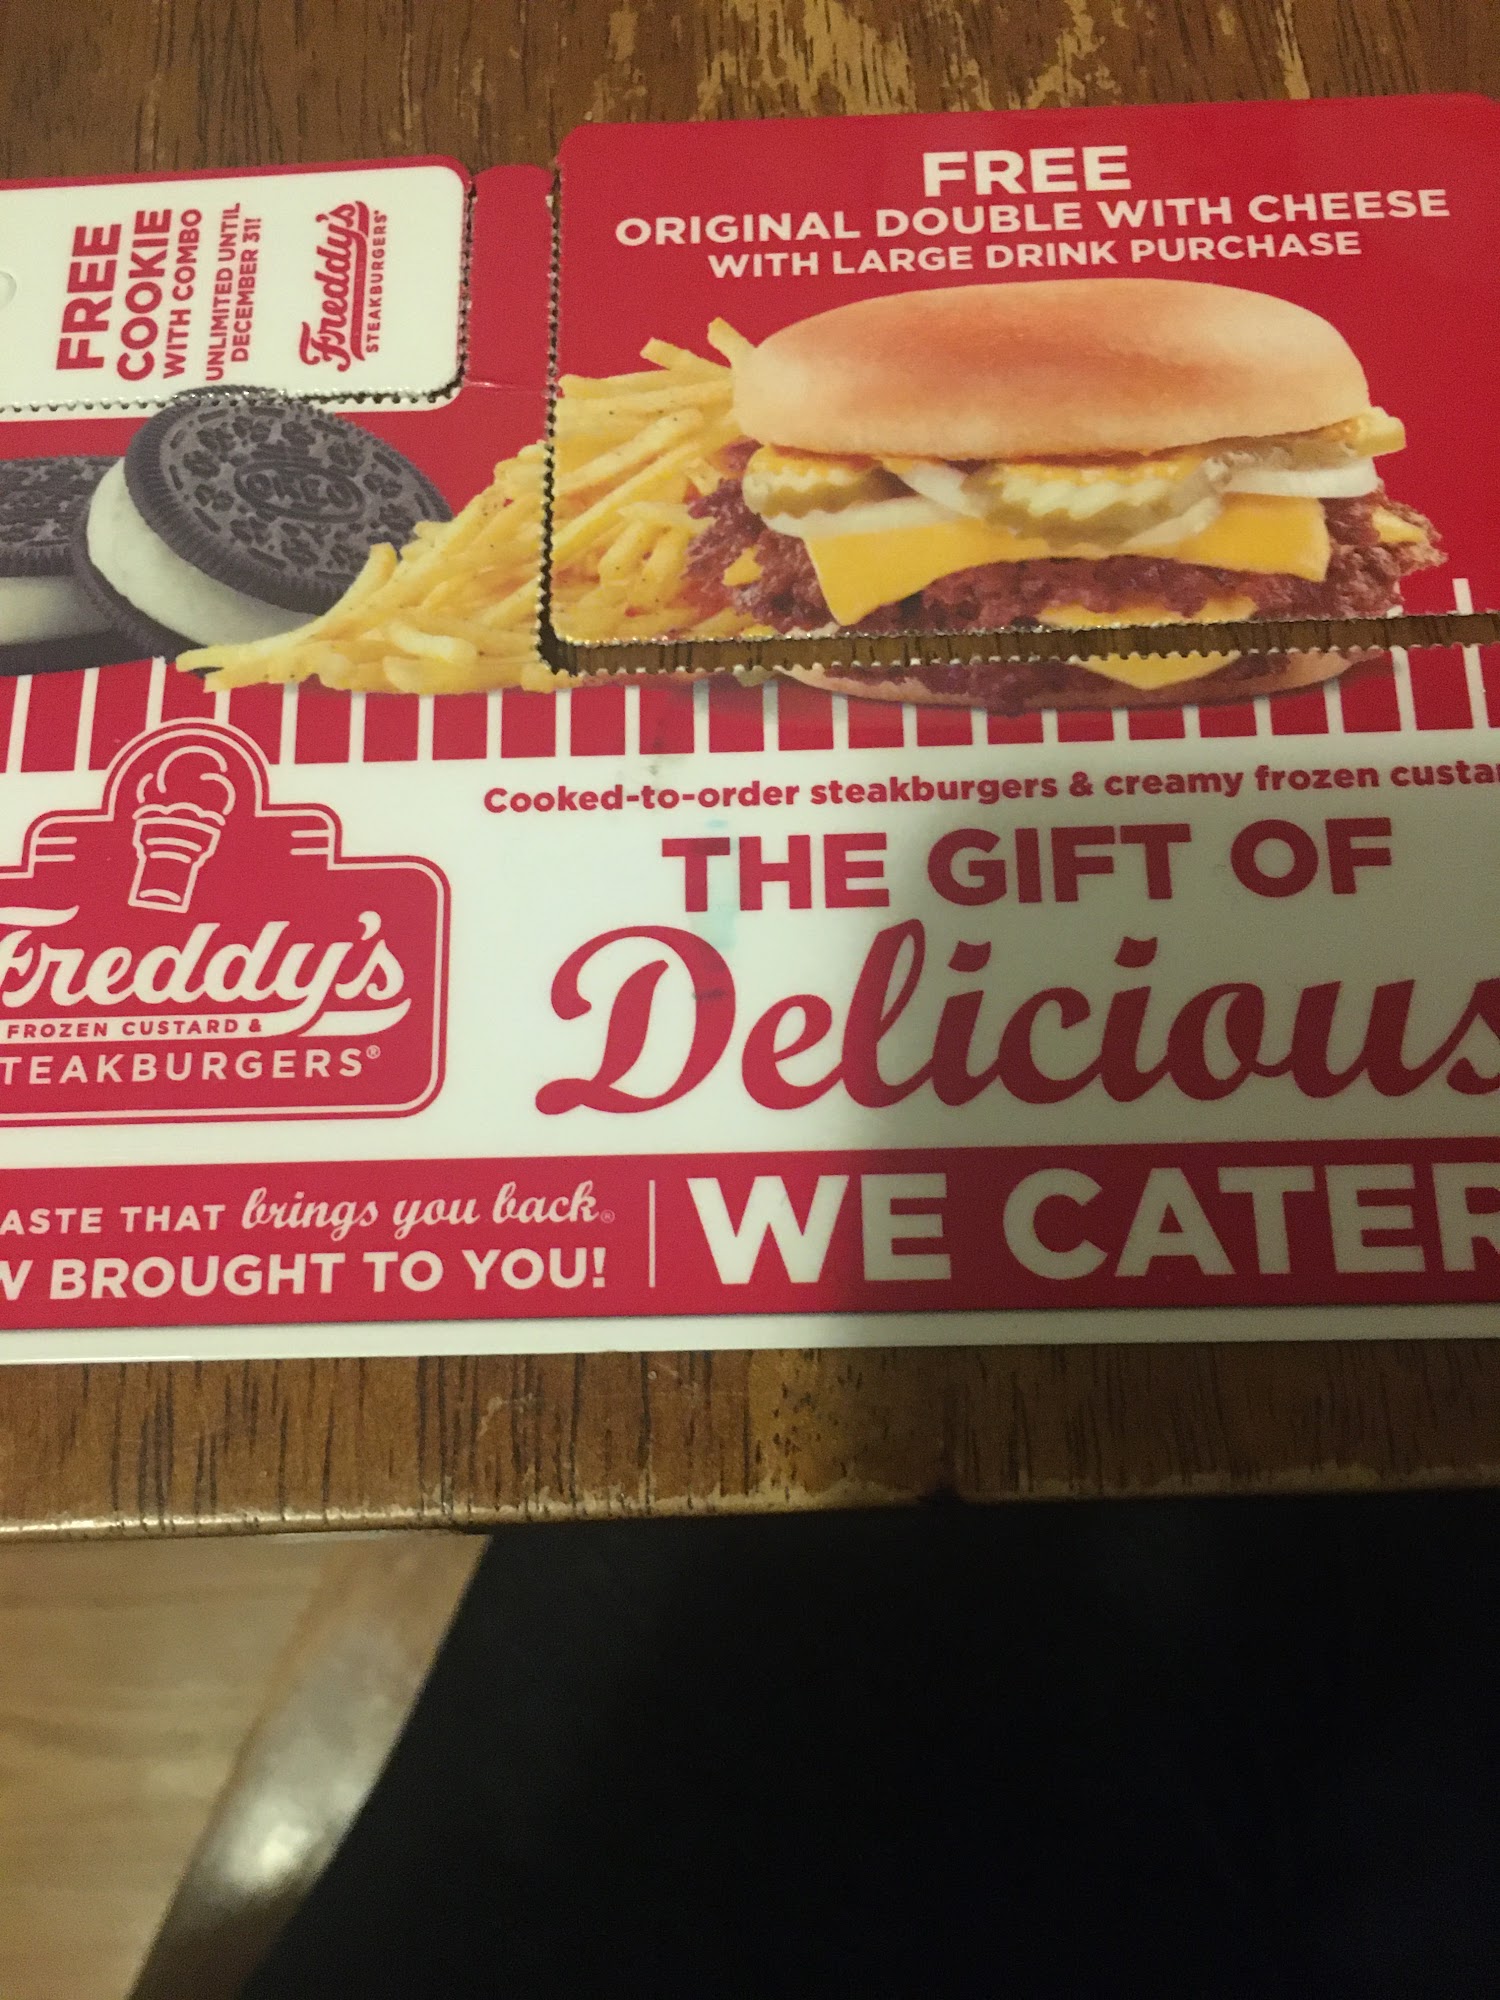 FREE
COOKIE
WITH COMBO
UNLIMITED UNTIL
DECEMBER 31!
Freddy's
STEAKBURGERS®
FREE
ORIGINAL DOUBLE WITH CHEESE
WITH LARGE DRINK PURCHASE
OREO
Cooked-to-order steakburgers & creamy frozen custar
THE GIFT OF
Delicious
Freddy's
FROZEN CUSTARD &
TEAKBURGERS®
ASTE THAT brings you back®
W BROUGHT TO YOU!
WE CATER